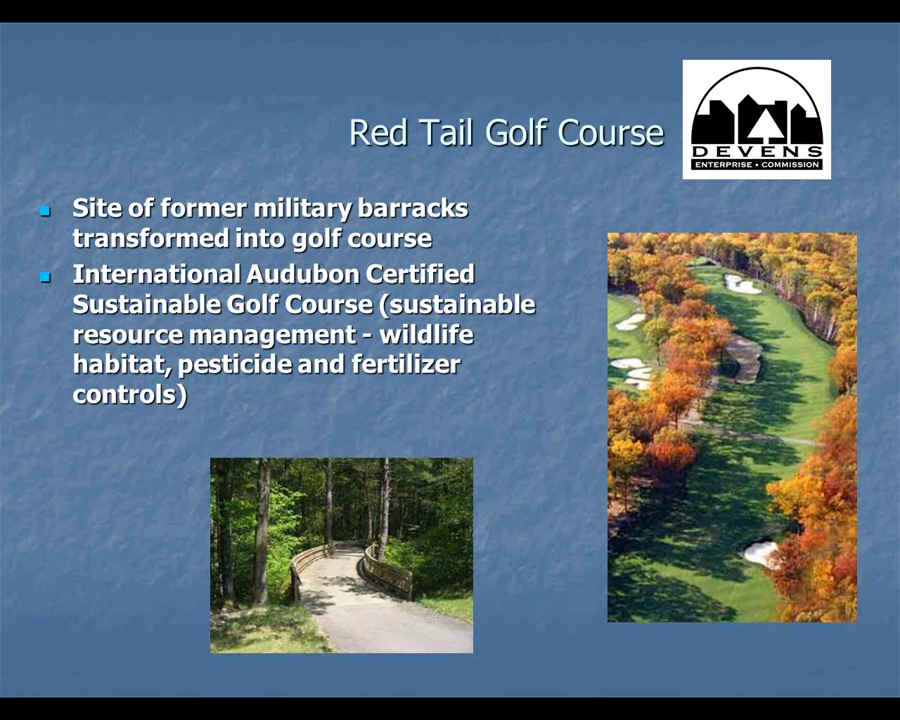 Red Tail Golf Course
DEVENS
ENTERPRISE • COMMISSION
Site of former military barracks
transformed into golf course
International Audubon Certified
Sustainable Golf Course (sustainable
resource management - wildlife
habitat, pesticide and fertilizer
controls)